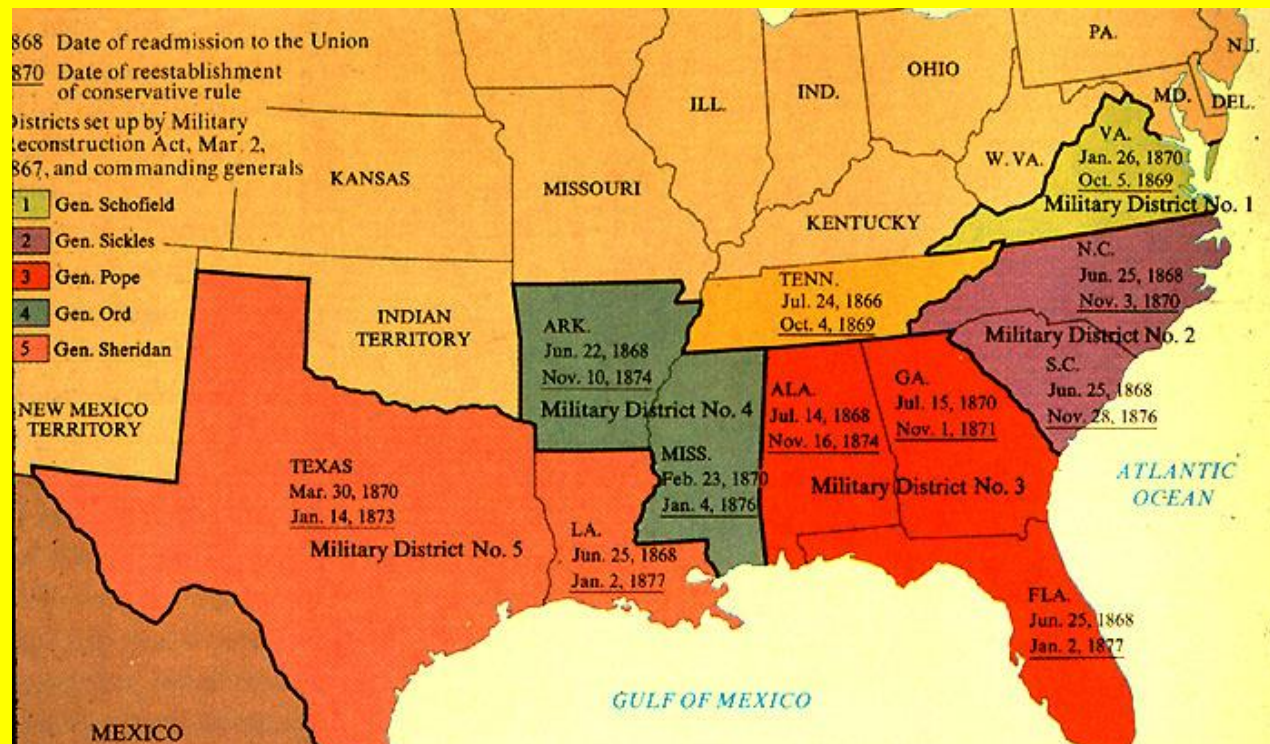 868 Date of readmission to the Union
870 Date of reestablishment
of conservative rule
Districts set up by Military
Reconstruction Act, Mar. 2,
867, and commanding generals
1 Gen. Schofield
2 Gen. Sickles
3 Gen. Pope
4 Gen. Ord
5 Gen. Sheridan
KANSAS
MISSOURI
ILL.
IND.
OHIO
PA.
N.J.
MD.
DEL.
W. VA.
KENTUCKY
VA.
Jan. 26, 1870
Oct. 5, 1869
Military District No. 1
N.C.
Jun. 25, 1868
Nov. 3, 1870
Military District No. 2
S.C.
Jun. 25, 1868
Nov. 28, 1876
TENN.
Jul. 24, 1866
Oct. 4, 1869
INDIAN
TERRITORY
ARK.
Jun. 22, 1868
Nov. 10, 1874
Military District No. 4
MISS.
Feb. 23, 1870
Jan. 4, 1876
ALA.
Jul. 14, 1868
Nov. 16, 1874
GA.
Jul. 15, 1870
Nov. 1, 1871
Military District No. 3
FLA.
Jun. 25, 1868
Jan. 2, 1877
NEW MEXICO
TERRITORY
TEXAS
Mar. 30, 1870
Jan. 14, 1873
Military District No. 5
LA.
Jun. 25, 1868
Jan. 2, 1877
ATLANTIC
OCEAN
GULF OF MEXICO
MEXICO